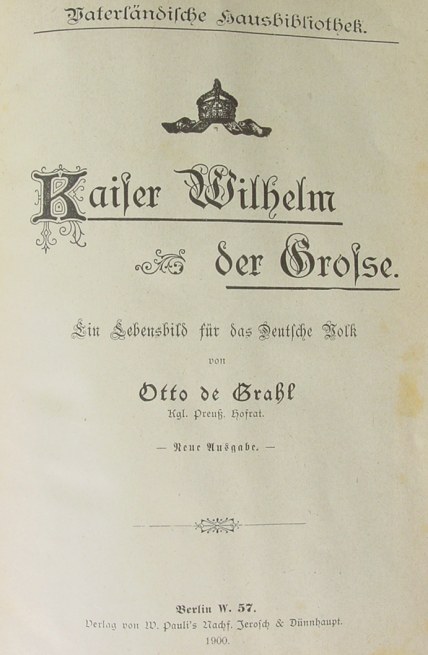 Vaterländische Hausbibliothek.
Kaiser Wilhelm
der Grosse.
Ein Lebensbild für das Deutsche Volk
von
Otto de Grahl
Kgl. Preuß. Hofrat.
— Neue Ausgabe. —
Berlin W. 57.
Verlag von W. Pauli's Nachf. Jerosch & Dünnhaupt.
1900.